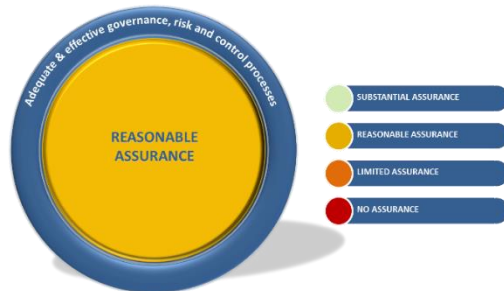 Adequate & effective governance, risk and control processes
REASONABLE
ASSURANCE
SUBSTANTIAL ASSURANCE
REASONABLE ASSURANCE
LIMITED ASSURANCE
NO ASSURANCE